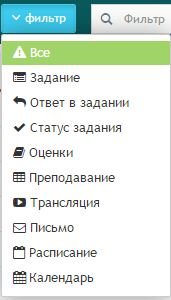 фильтр
Фильтр
Все
Задание
Ответ в задании
Статус задания
Оценки
Преподавание
Трансляция
Письмо
Расписание
Календарь